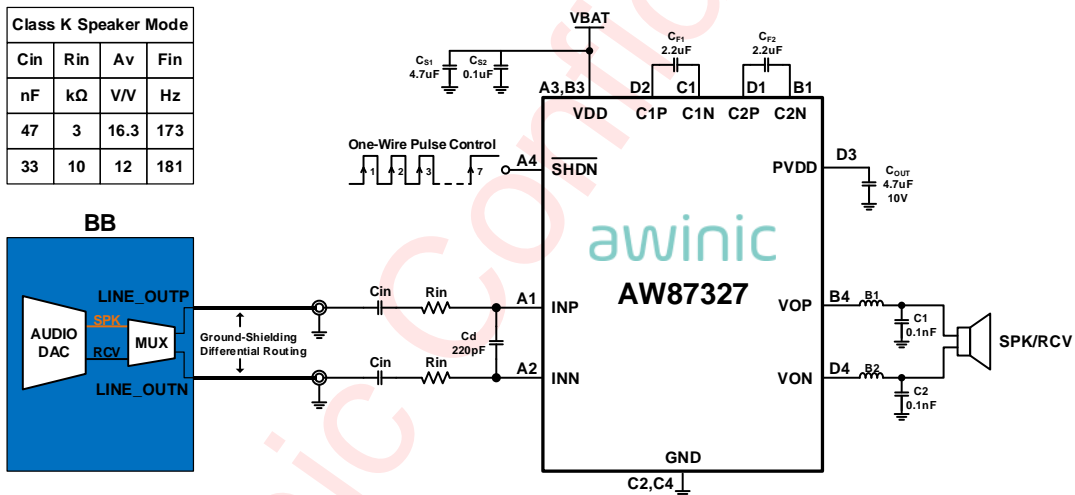 Class K Speaker Mode
Cin Rin Av Fin
nF kΩ V/V Hz
47 3 16.3 173
33 10 12 181
VBAT
CS1
4.7uF
CS2
0.1uF
CF1
2.2uF
CF2
2.2uF
A3,B3
D2
C1
D1
B1
VDD
C1P
C1N
C2P
C2N
One-Wire Pulse Control
1 2 3 7
A4
SHDN
PVDD
D3
COUT
4.7uF
10V
awinic
AW87327
BB
LINE_OUTP
AUDIO
DAC
SPK
RCV
MUX
LINE_OUTN
Ground-Shielding
Differential Routing
Cin
Rin
Cd
220pF
Cin
Rin
A1
INP
A2
INN
VOP
B4
B1
C1
0.1nF
VON
D4
B2
C2
0.1nF
SPK/RCV
GND
C2,C4